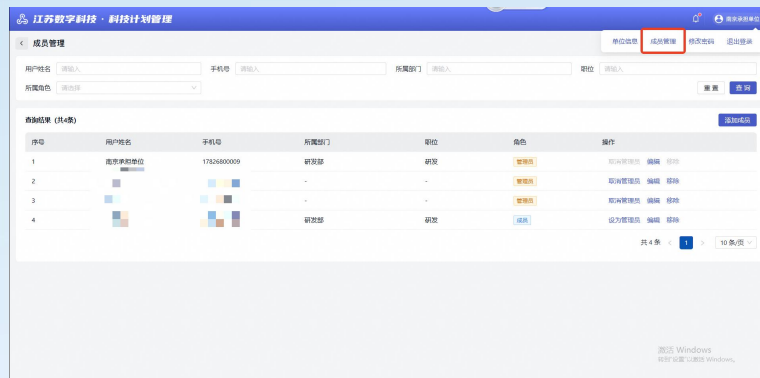 江苏数字科技·科技计划管理
南京承担单位
单位信息 成员管理 修改密码 退出登录
成员管理
用户姓名 请输入 手机号 请输入 所属部门 请输入 职位 请输入
所属角色 请选择 重 置 查 询
查询结果（共4条） 添加成员
序号 用户姓名 手机号 所属部门 职位 角色 操作
1 南京承担单位 17826800009 研发部 研发 管理员 取消管理员 编辑 移除
2 - - 管理员 取消管理员 编辑 移除
3 - - 管理员 取消管理员 编辑 移除
4 研发部 研发 成员 设为管理员 编辑 移除
共 4 条 < 1 > 10 条/页
激活 Windows
转到"设置"以激活 Windows。